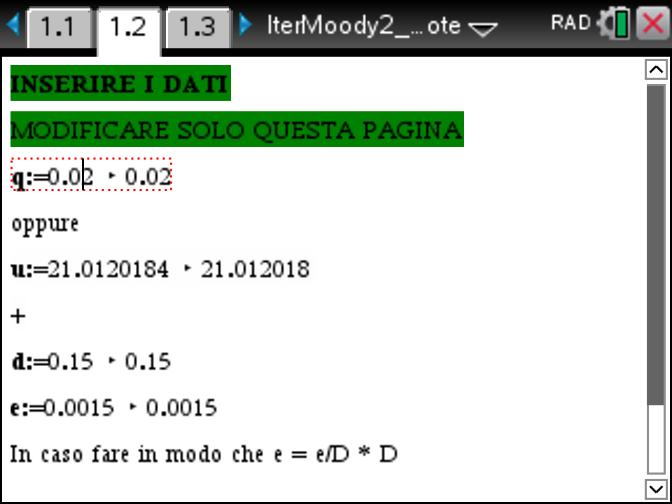 1.1 1.2 1.3 IterMoody2_...ote RAD
INSERIRE I DATI
MODIFICARE SOLO QUESTA PAGINA
q:=0.02 ▸ 0.02
oppure
u:=21.0120184 ▸ 21.012018
+
d:=0.15 ▸ 0.15
e:=0.0015 ▸ 0.0015
In caso fare in modo che e = e/D * D